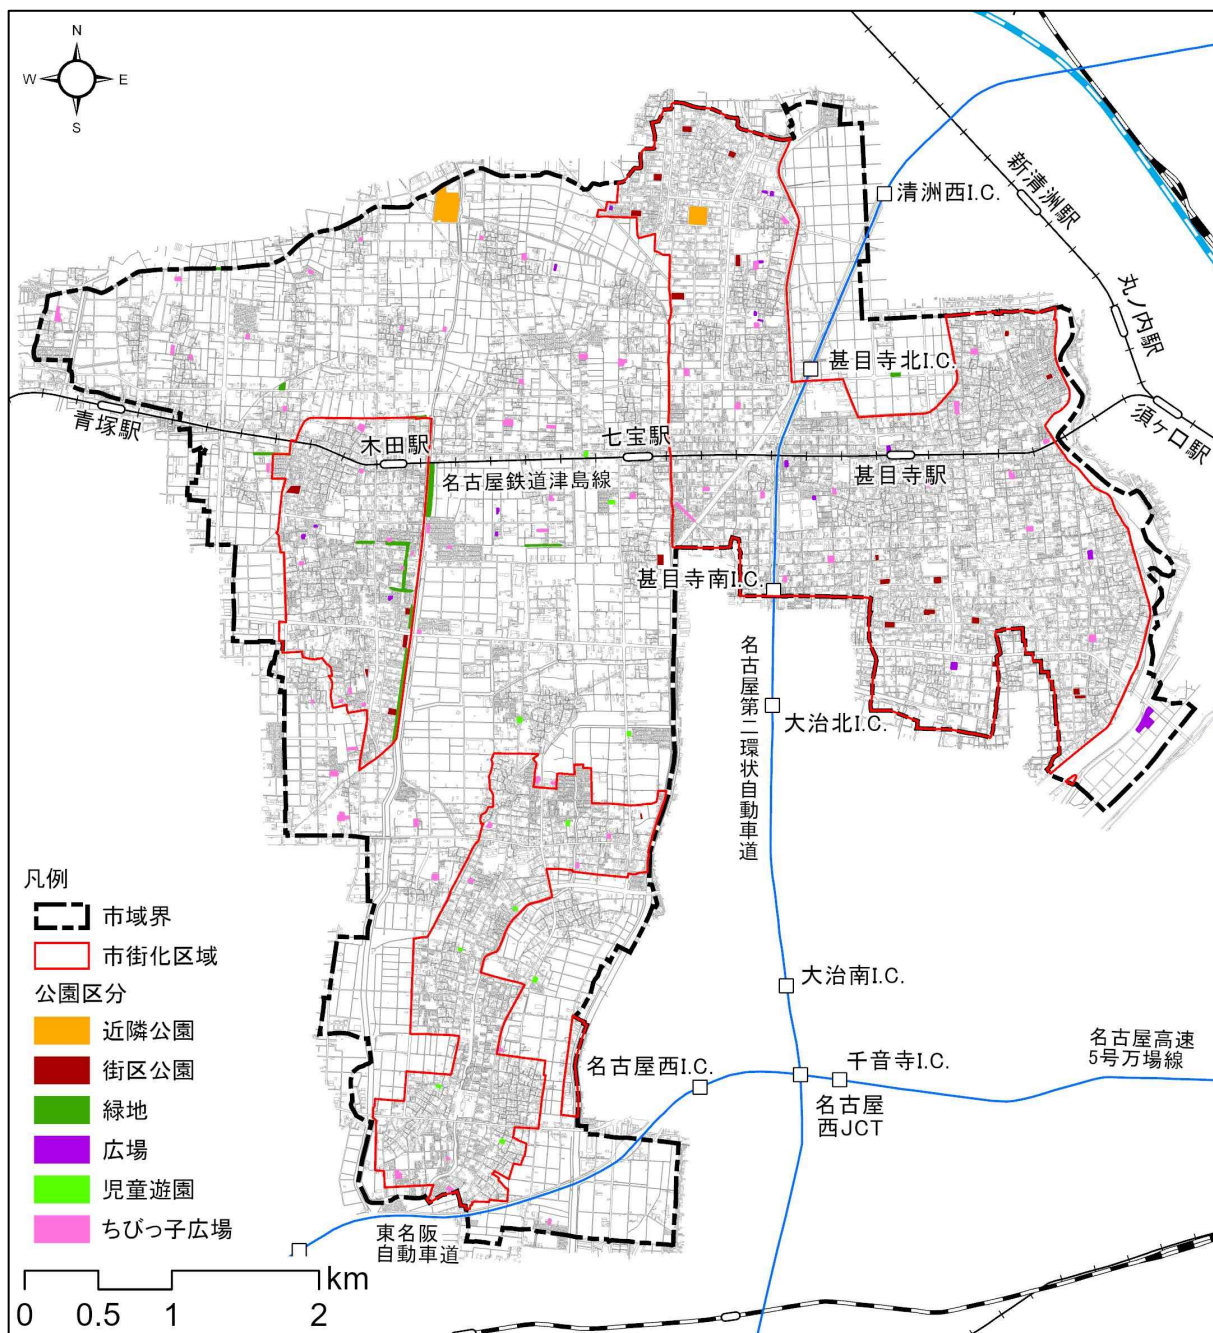 N
W
E
S
新清洲駅
清洲西I.C.
丸ノ内駅
甚目寺北I.C.
須ヶ口駅
青塚駅
木田駅
七宝駅
甚目寺駅
名古屋鉄道津島線
甚目寺南I.C.
名古屋第二環状自動車道
大治北I.C.
凡例
市域界
市街化区域
公園区分
近隣公園
街区公園
緑地
広場
児童遊園
ちびっ子広場
大治南I.C.
名古屋西I.C.
千音寺I.C.
名古屋高速
5号万場線
名古屋
西JCT
東名阪
自動車道
km
0 0.5 1 2